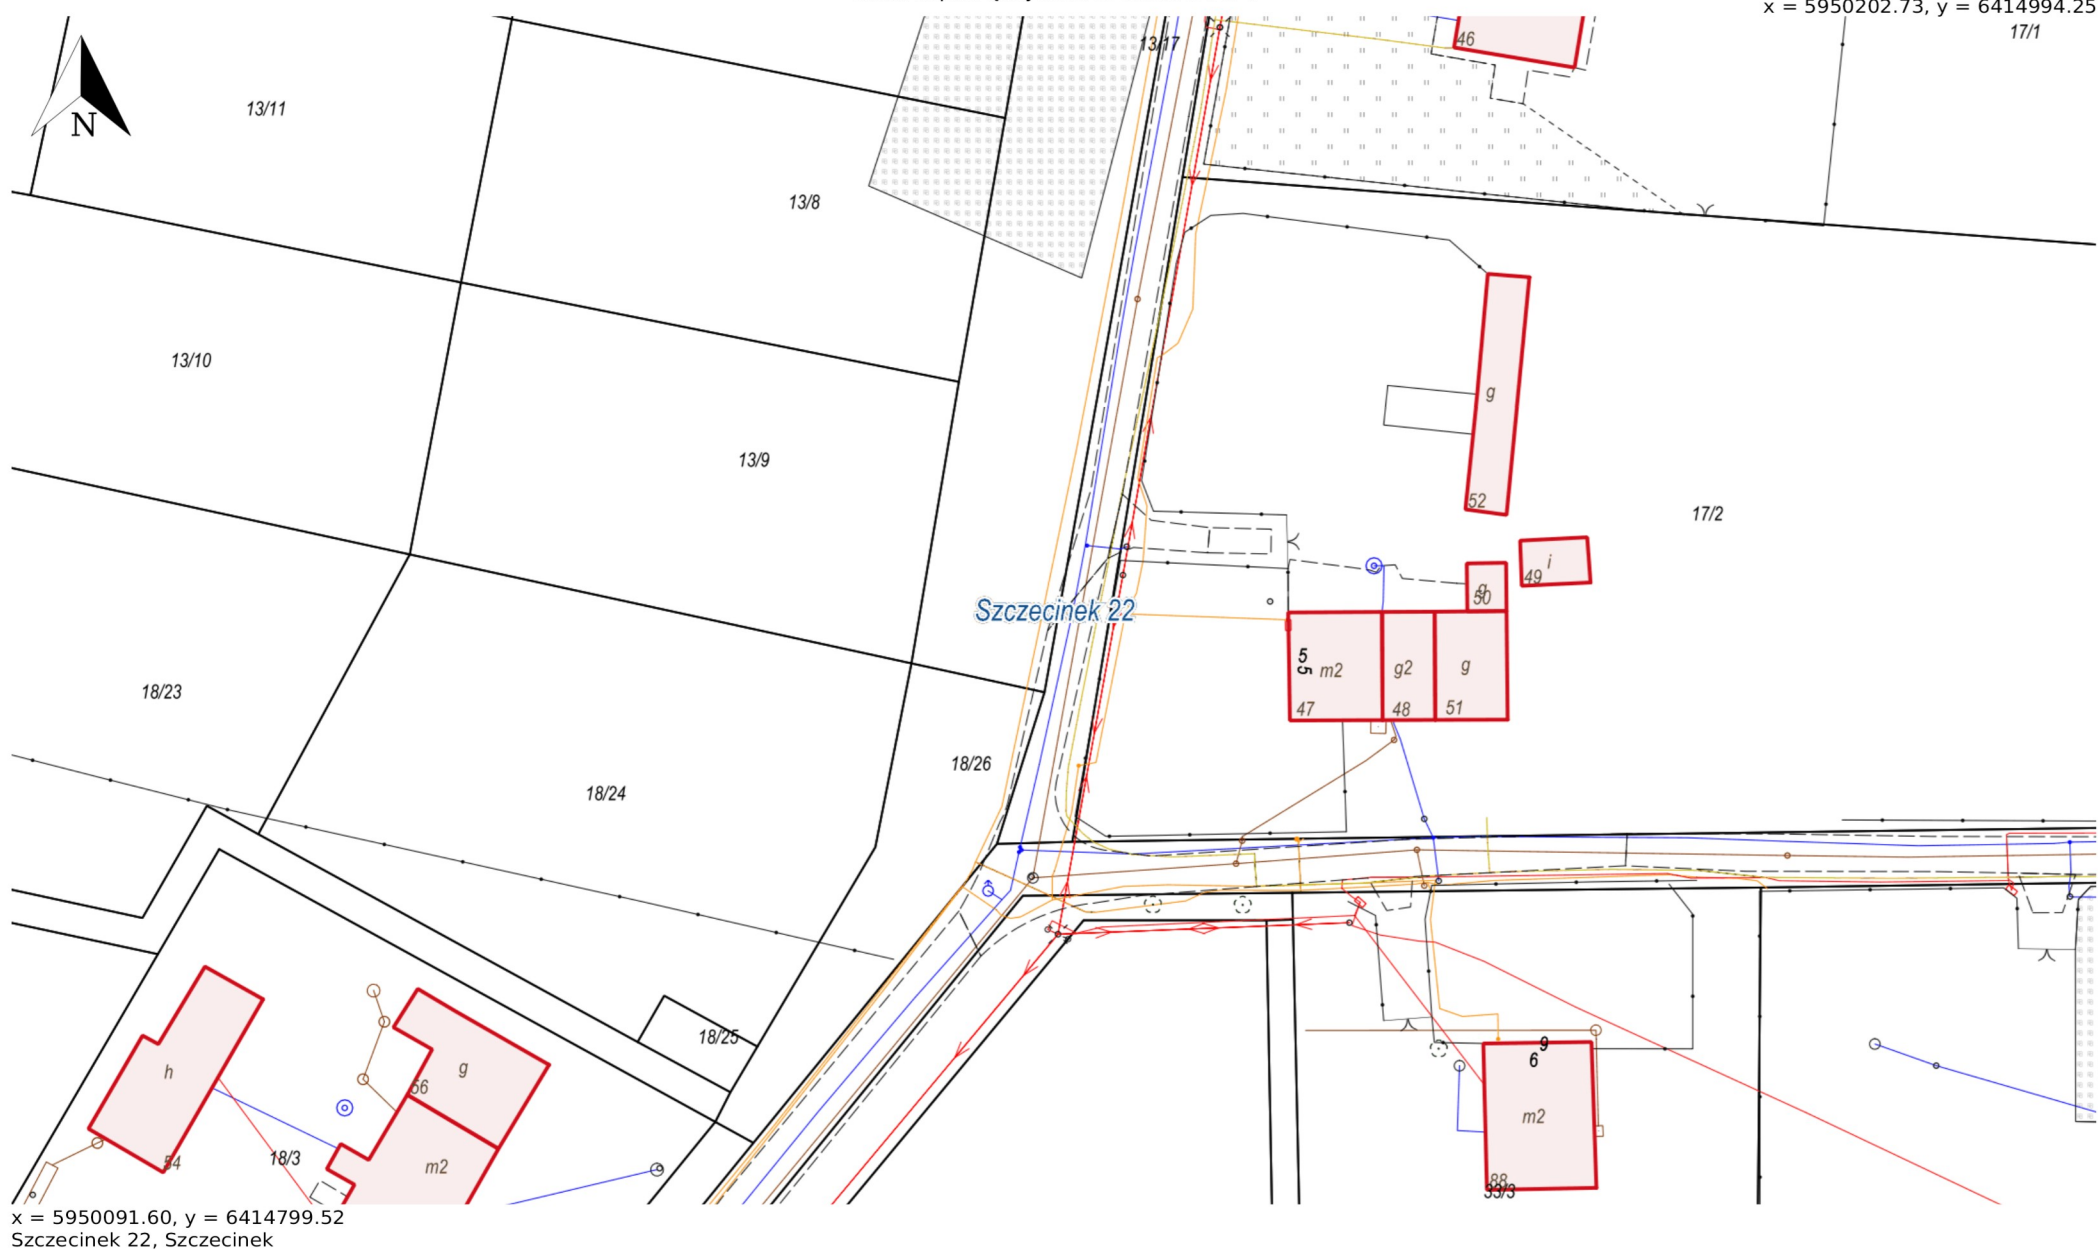 x = 5950202.73, y = 6414994.25
17/1
46
13/17
N
13/11
13/8
13/10
g
13/9
52
17/2
i
49
g
50
Szczecinek 22
5
5
m2
g2
g
47
48
51
18/23
18/26
18/24
18/25
9
6
h
g
56
m2
m2
54
18/3
88
33/3
x = 5950091.60, y = 6414799.52
Szczecinek 22, Szczecinek